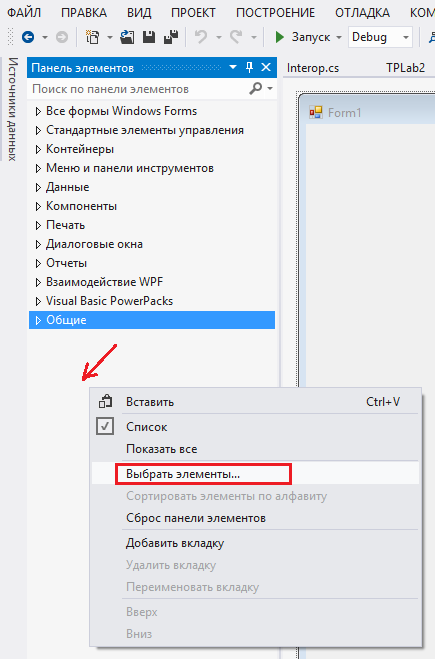 ФАЙЛ ПРАВКА ВИД ПРОЕКТ ПОСТРОЕНИЕ ОТЛАДКА КОМ
Запуск Debug
Источники данных
Панель элементов
Interop.cs TPLab2
Поиск по панели элементов
Form1
Все формы Windows Forms
Стандартные элементы управления
Контейнеры
Меню и панели инструментов
Данные
Компоненты
Печать
Диалоговые окна
Отчеты
Взаимодействие WPF
Visual Basic PowerPacks
Общие
Вставить Ctrl+V
Список
Показать все
Выбрать элементы...
Сортировать элементы по алфавиту
Сброс панели элементов
Добавить вкладку
Удалить вкладку
Переименовать вкладку
Вверх
Вниз